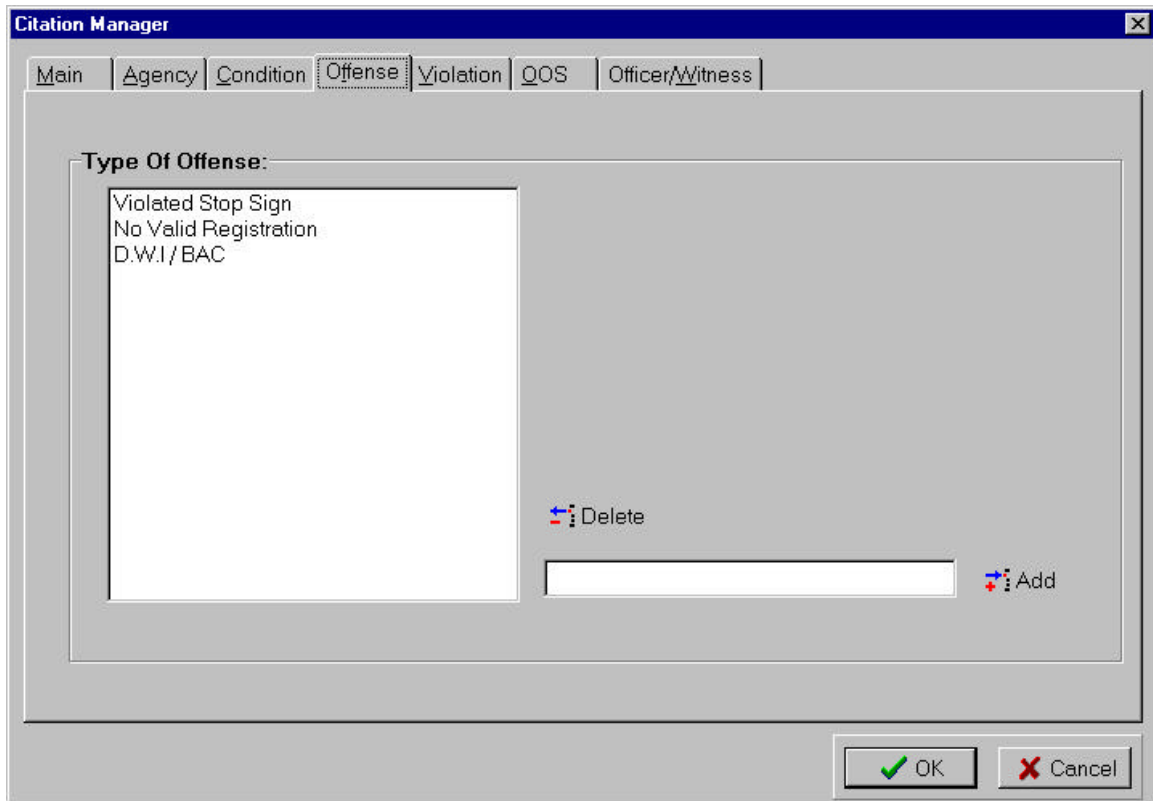 Citation Manager
Main Agency Condition Offense Violation OOS Officer/Witness
Type Of Offense:
Violated Stop Sign
No Valid Registration
D.W.I / BAC
Delete
Add
OK Cancel